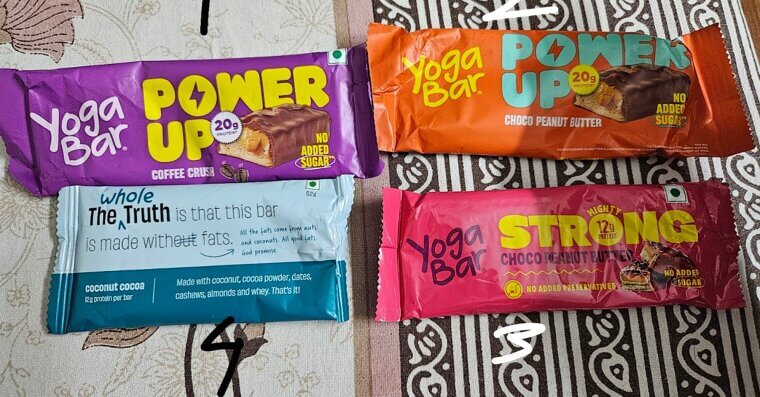 1
2
Yoga
Bar
POWER
UP
20g
PROTEIN*
NO
ADDED
SUGAR
COFFEE CRUSH
Yoga
Bar
POWER
UP
20g
PROTEIN*
NO
ADDED
SUGAR
CHOCO PEANUT BUTTER
whole
The Truth is that this bar
is made without fats.
All the fats come from nuts
and coconuts. All good fats
God promise.
52g
coconut cocoa
12g protein per bar
Made with coconut, cocoa powder, dates,
cashews, almonds and whey. That's it!
Yoga
Bar
MIGHTY
STRONG
12g
PROTEIN
CHOCO PEANUT BUTTER
NO ADDED PRESERVATIVES
NO ADDED
SUGAR
4
3